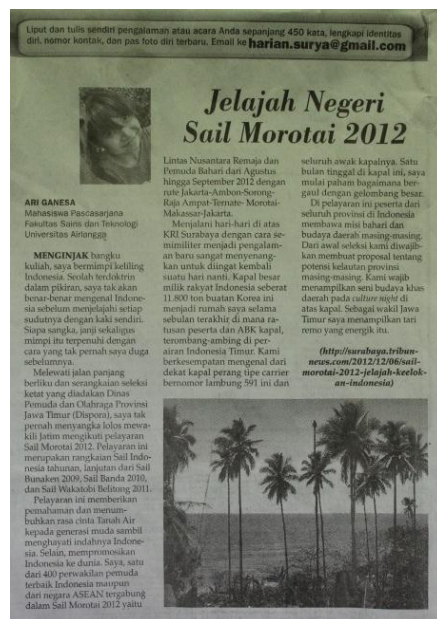 Liput dan tulis sendiri pengalaman atau acara Anda sepanjang 450 kata, lengkapi identitas
diri, nomor kontak, dan pas foto diri terbaru. Email ke harian.surya@gmail.com
Jelajah Negeri
Sail Morotai 2012
ARI GANESA
Mahasiswa Pascasarjana
Fakultas Sains dan Teknologi
Universitas Airlangga
MENGINJAK bangku
kuliah, saya bermimpi keliling
Indonesia. Seolah terdoktrin
dalam pikiran, saya tak akan
benar-benar mengenal Indone-
sia sebelum menjelajahi setiap
sudutnya dengan kaki sendiri.
Siapa sangka, janji sekaligus
mimpi itu terpenuhi dengan
cara yang tak pernah saya duga
sebelumnya.
Melewati jalan panjang
berliku dan serangkaian seleksi
ketat yang diadakan Dinas
Pemuda dan Olahraga Provinsi
Jawa Timur (Dispora), saya tak
pernah menyangka lolos mewa-
kili Jatim mengikuti pelayaran
Sail Morotai 2012. Pelayaran ini
merupakan rangkaian Sail Indo-
nesia tahunan, lanjutan dari Sail
Bunaken 2009, Sail Banda 2010,
dan Sail Wakatobi Belitong 2011.
Pelayaran ini memberikan
pemahaman dan menum-
buhkan rasa cinta Tanah Air
kepada generasi muda sambil
menghayati indahnya Indone-
sia. Selain, mempromosikan
Indonesia ke dunia. Saya, satu
dari 400 perwakilan pemuda
terbaik Indonesia maupun
dari negara ASEAN tergabung
dalam Sail Morotai 2012 yaitu
Lintas Nusantara Remaja dan
Pemuda Bahari dari Agustus
hingga September 2012 dengan
rute Jakarta-Ambon-Sorong-
Raja Ampat-Ternate- Morotai-
Makassar-Jakarta.
Menjalani hari-hari di atas
KRI Surabaya dengan cara se-
mimiliter menjadi pengalam-
an baru sangat menyenang-
kan untuk diingat kembali
suatu hari nanti. Kapal besar
milik rakyat Indonesia seberat
11.800 ton buatan Korea ini
menjadi rumah saya selama
sebulan terakhir di mana ra-
tusan peserta dan ABK kapal,
terombang-ambing di per-
airan Indonesia Timur. Kami
berkesempatan mengenal dari
dekat kapal perang tipe carrier
bernomor lambung 591 ini dan
seluruh awak kapalnya. Satu
bulan tinggal di kapal ini, saya
mulai paham bagaimana ber-
gaul dengan gelombang besar.
Di pelayaran ini peserta dari
seluruh provinsi di Indonesia
membawa misi bahari dan
budaya daerah masing-masing.
Dari awal seleksi kami diwajib-
kan membuat proposal tentang
potensi kelautan provinsi
masing-masing. Kami wajib
menampilkan seni budaya khas
daerah pada culture night di
atas kapal. Sebagai wakil Jawa
Timur saya menampilkan tari
remo yang energik itu.
(http://surabaya.tribun-
news.com/2012/12/06/sail-
morotai-2012-jejelah-keelok-
an-indonesia)